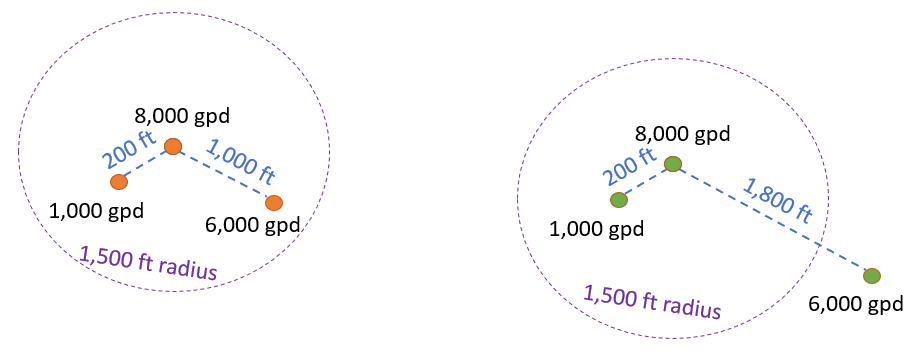 8,000 gpd
200 ft
1,000 ft
1,000 gpd
6,000 gpd
1,500 ft radius
8,000 gpd
200 ft
1,800 ft
1,000 gpd
1,500 ft radius
6,000 gpd